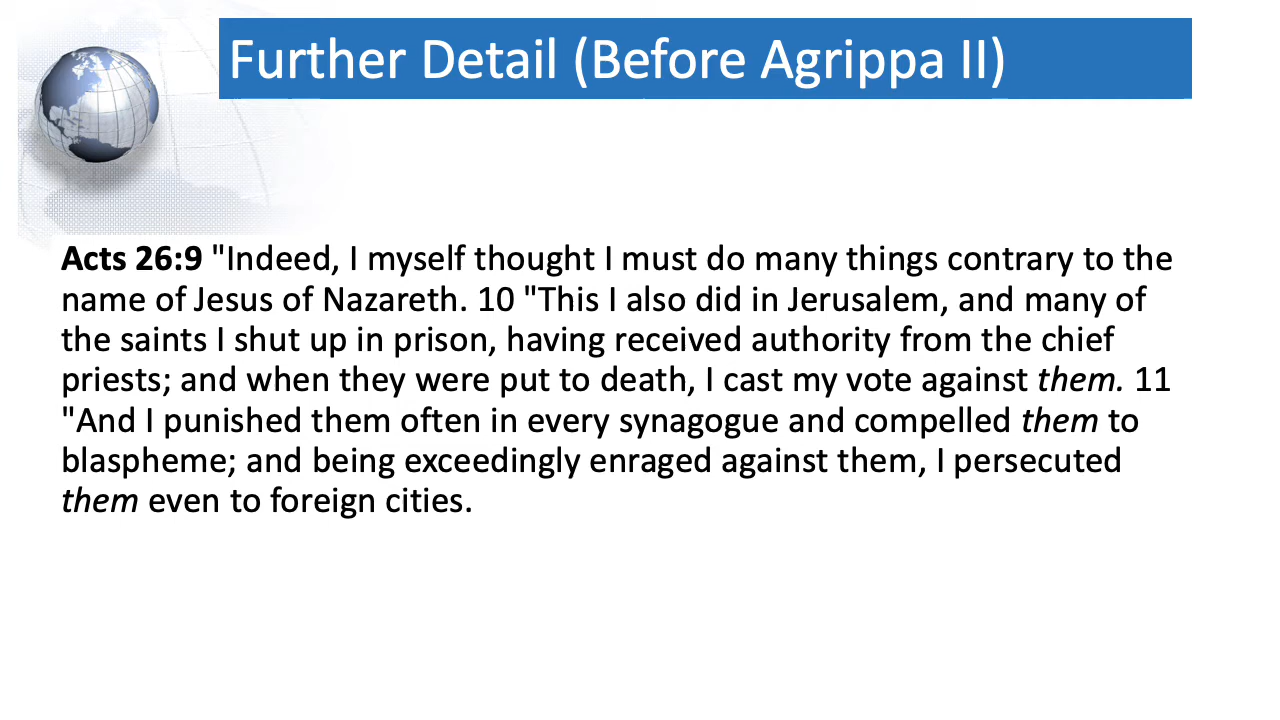 Further Detail (Before Agrippa II)
Acts 26:9 "Indeed, I myself thought I must do many things contrary to the
name of Jesus of Nazareth. 10 "This I also did in Jerusalem, and many of
the saints I shut up in prison, having received authority from the chief
priests; and when they were put to death, I cast my vote against them. 11
"And I punished them often in every synagogue and compelled them to
blaspheme; and being exceedingly enraged against them, I persecuted
them even to foreign cities.